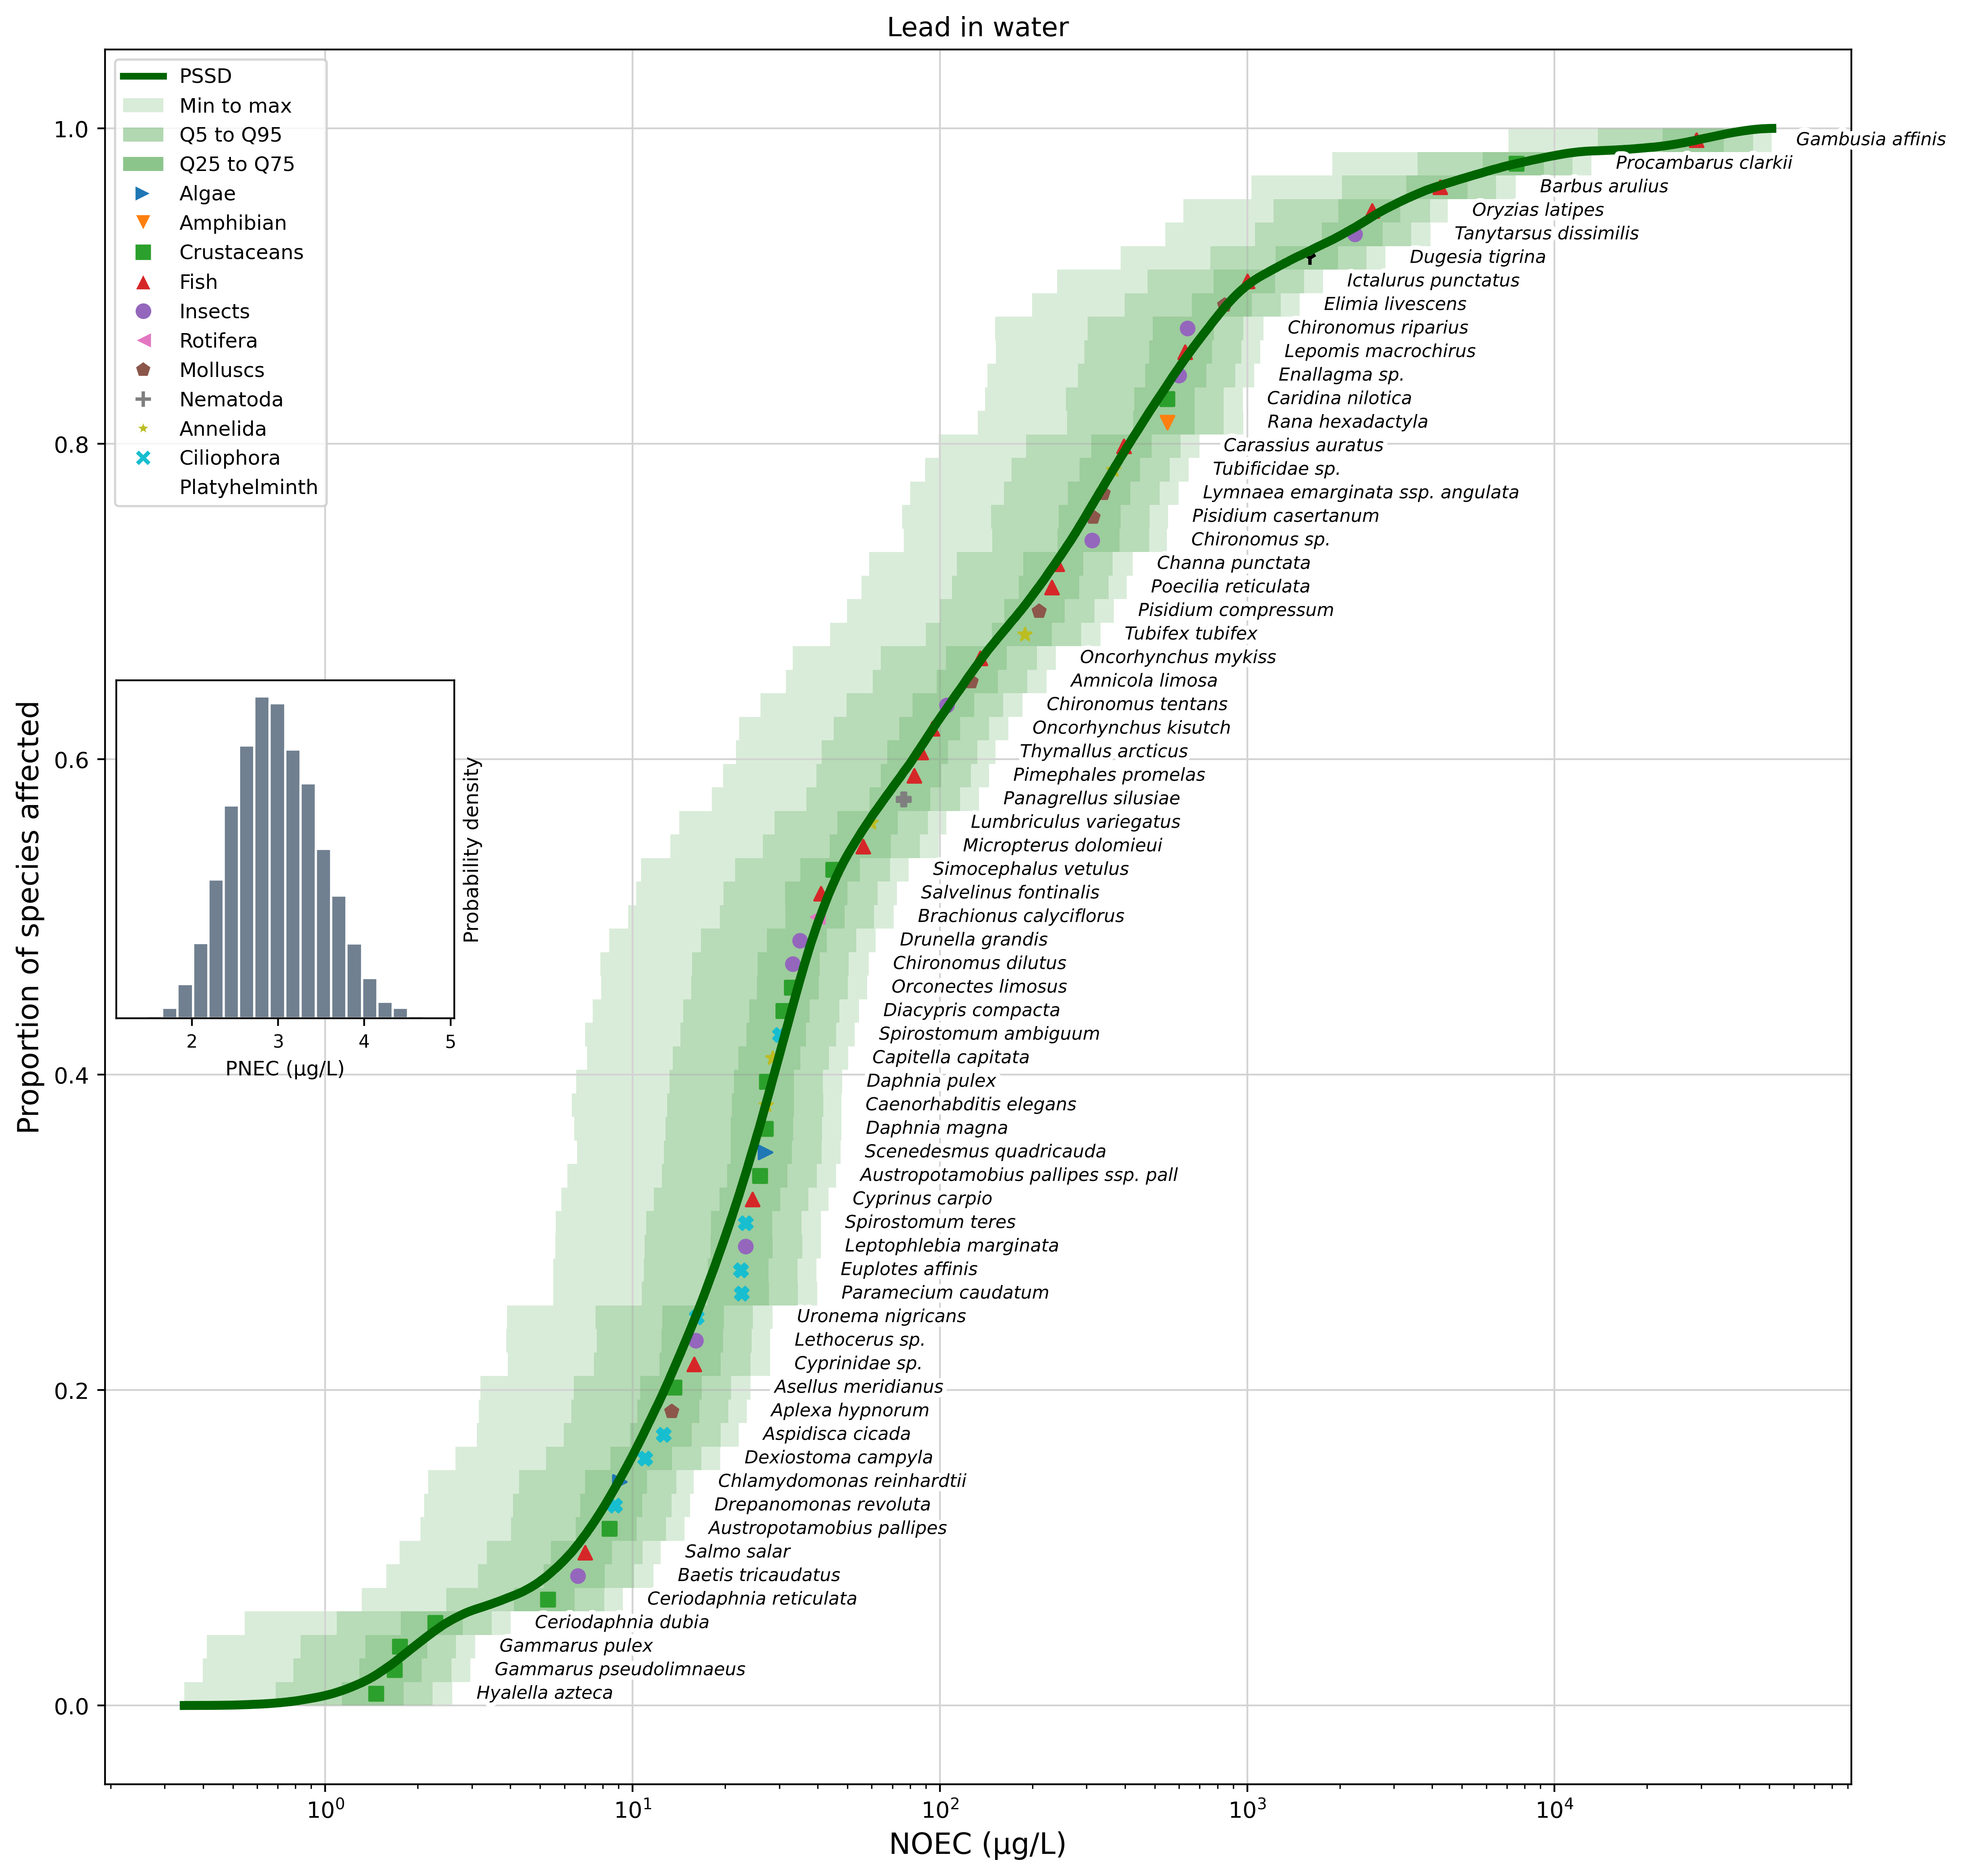 Lead in water
PSSD
Min to max
Q5 to Q95
Q25 to Q75
Algae
Amphibian
Crustaceans
Fish
Insects
Rotifera
Molluscs
Nematoda
Annelida
Ciliophora
Platyhelminth
Gambusia affinis
Procambarus clarkii
Barbus arulius
Oryzias latipes
Tanytarsus dissimilis
Dugesia tigrina
Ictalurus punctatus
Elimia livescens
Chironomus riparius
Lepomis macrochirus
Enallagma sp.
Caridina nilotica
Rana hexadactyla
Carassius auratus
Tubificidae sp.
Lymnaea emarginata ssp. angulata
Pisidium casertanum
Chironomus sp.
Channa punctata
Poecilia reticulata
Pisidium compressum
Tubifex tubifex
Oncorhynchus mykiss
Amnicola limosa
Chironomus tentans
Oncorhynchus kisutch
Thymallus arcticus
Pimephales promelas
Panagrellus silusiae
Lumbriculus variegatus
Micropterus dolomieui
Simocephalus vetulus
Salvelinus fontinalis
Brachionus calyciflorus
Drunella grandis
Chironomus dilutus
Orconectes limosus
Diacypris compacta
Spirostomum ambiguum
Capitella capitata
Daphnia pulex
Caenorhabditis elegans
Daphnia magna
Scenedesmus quadricauda
Austropotamobius pallipes ssp. pall
Cyprinus carpio
Spirostomum teres
Leptophlebia marginata
Euplotes affinis
Paramecium caudatum
Uronema nigricans
Lethocerus sp.
Cyprinidae sp.
Asellus meridianus
Aplexa hypnorum
Aspidisca cicada
Dexiostoma campyla
Chlamydomonas reinhardtii
Drepanomonas revoluta
Austropotamobius pallipes
Salmo salar
Baetis tricaudatus
Ceriodaphnia reticulata
Ceriodaphnia dubia
Gammarus pulex
Gammarus pseudolimnaeus
Hyalella azteca
Proportion of species affected
1.0
0.8
0.6
0.4
0.2
0.0
Probability density
2 3 4 5
PNEC (µg/L)
10⁰ 10¹ 10² 10³ 10⁴
NOEC (µg/L)